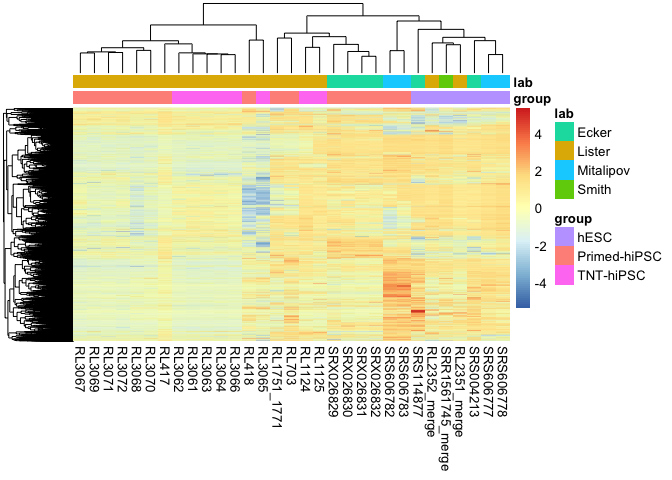 lab
group
4
2
0
-2
-4
lab
Ecker
Lister
Mitalipov
Smith
group
hESC
Primed-hiPSC
TNT-hiPSC
RL3067
RL3069
RL3071
RL3072
RL3068
RL3070
RL417
RL3062
RL3061
RL3063
RL3064
RL3066
RL418
RL3065
RL1751_1771
RL703
RL1124
RL1125
SRX026829
SRX026830
SRX026831
SRX026832
SRS606782
SRS606783
SRS114877
RL2352_merge
SRR1561745_merge
RL2351_merge
SRS004213
SRS606777
SRS606778